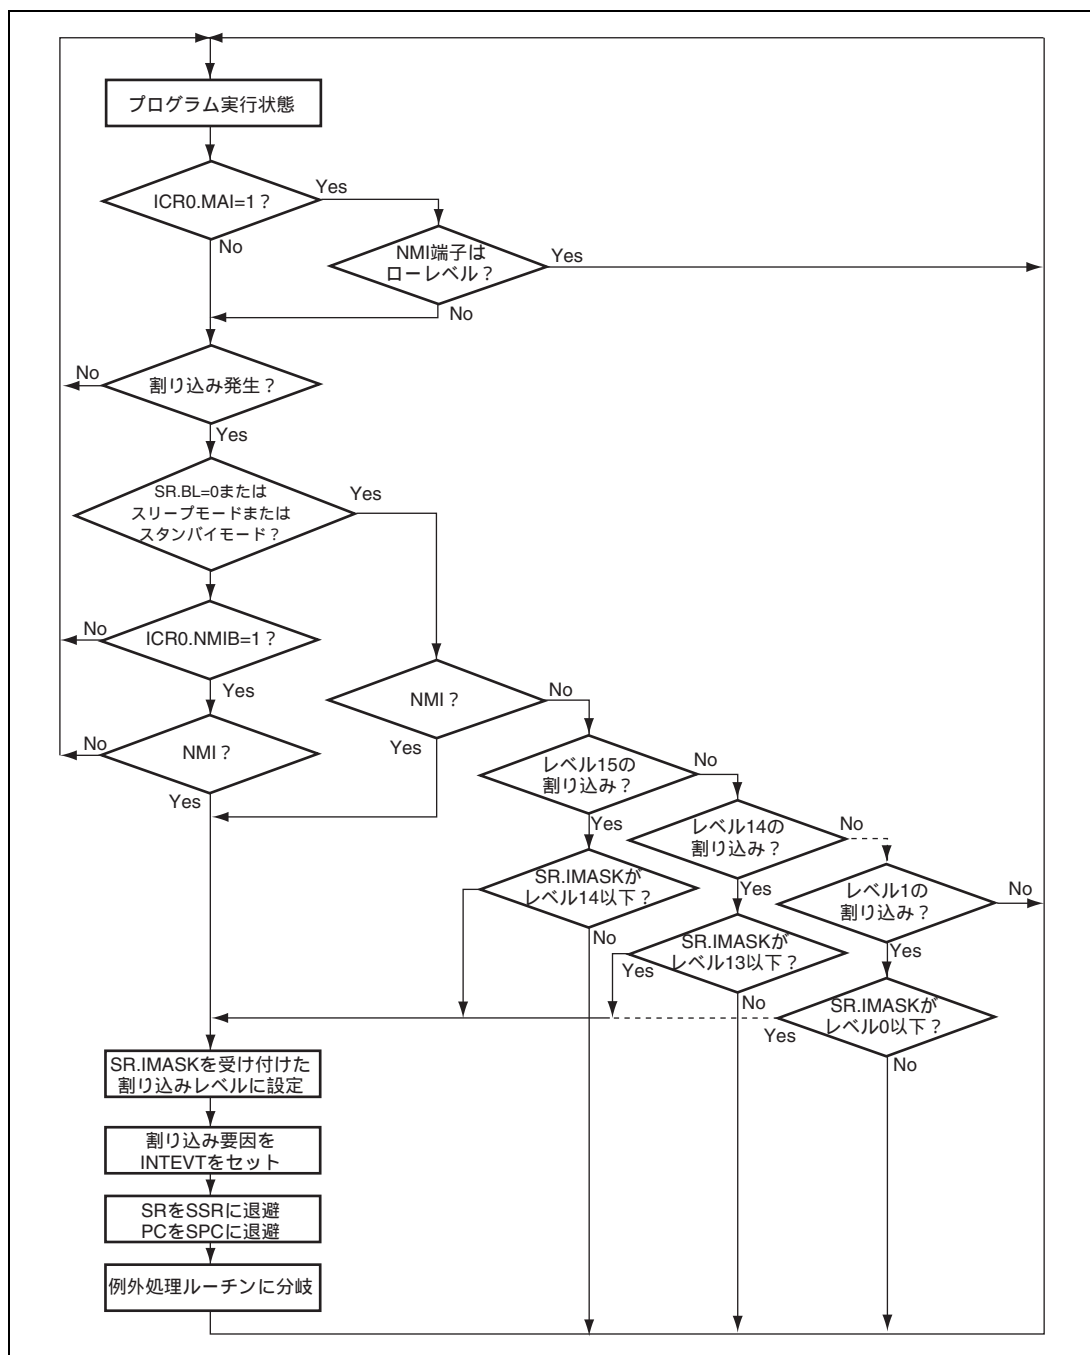 プログラム実行状態
ICR0.MAI=1？
Yes
No
NMI端子は
ローレベル？
Yes
No
割り込み発生？
No
Yes
SR.BL=0または
スリープモードまたは
スタンバイモード？
Yes
ICR0.NMIB=1？
No
Yes
NMI？
No
Yes
NMI？
No
Yes
レベル15の
割り込み？
No
Yes
レベル14の
割り込み？
No
Yes
レベル1の
割り込み？
No
Yes
SR.IMASKが
レベル14以下？
No
SR.IMASKが
レベル13以下？
Yes
No
SR.IMASKが
レベル0以下？
Yes
No
SR.IMASKを受け付けた
割り込みレベルに設定
割り込み要因を
INTEVTをセット
SRをSSRに退避
PCをSPCに退避
例外処理ルーチンに分岐